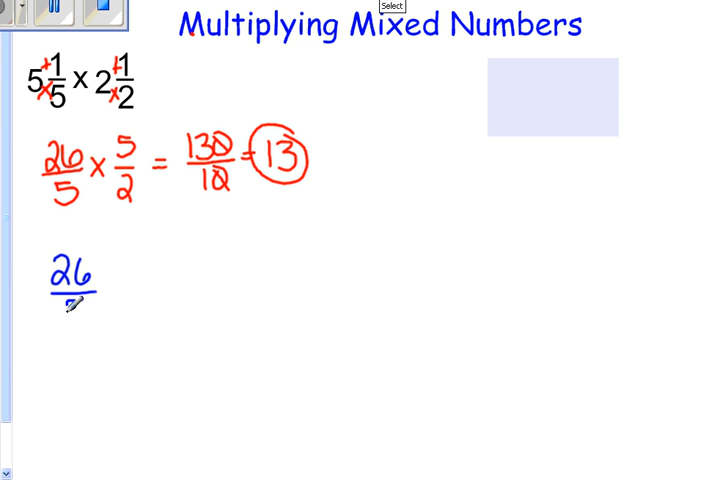 Select
Multiplying Mixed Numbers
5 1/5 x 2 1/2
26/5 x 5/2 = 130/10 = 13
26